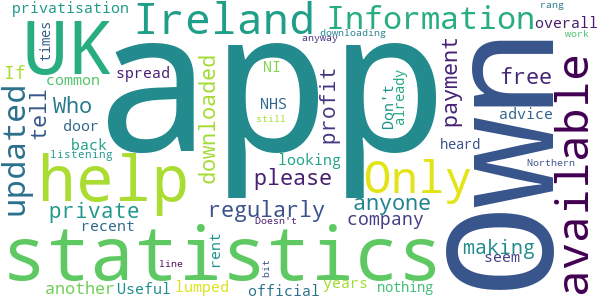 privatisation
Ireland
Information
rang
times
UK
app
anyway
downloading
overall
work
If
common
spread
NI
Own
free
Who
tell
downloaded
NHS
profit
Don't
already
payment
available
updated
door
still
advice
back
looking
heard
listening
help
please
Only
Northern
private
regularly
anyone
company
recent
Doesn't
statistics
rent
making
seem
line
bit
another
Useful
lumped
official
years
nothing